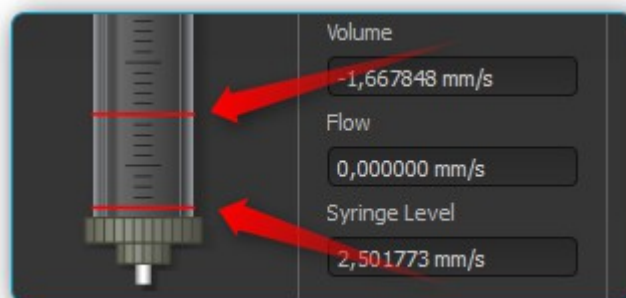 Volume
-1,667848 mm/s
Flow
0,000000 mm/s
Syringe Level
2,501773 mm/s